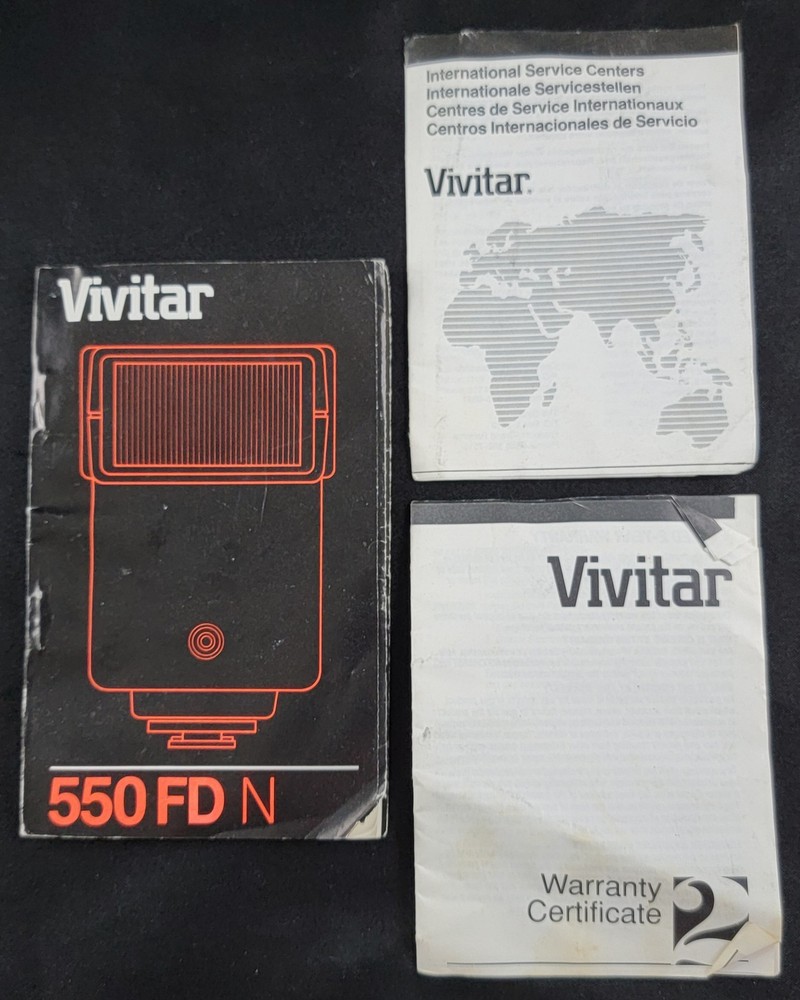 Vivitar
550 FD N
International Service Centers
Internationale Servicestellen
Centres de Service Internationaux
Centros Internacionales de Servicio
Vivitar
Vivitar
Warranty
Certificate 2